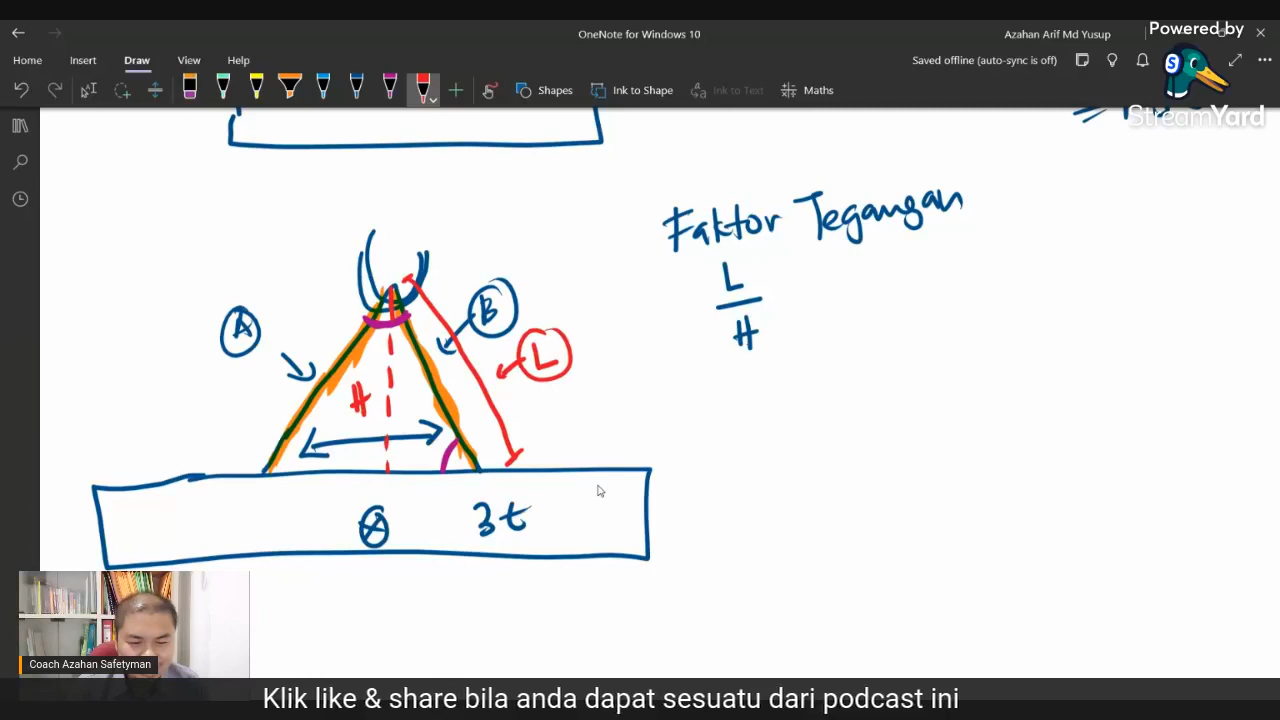 OneNote for Windows 10
Azahan Arif Md Yusup
Powered by
Home Insert Draw View Help
Saved offline (auto-sync is off)
S
Shapes
Ink to Shape
Ink to Text
Maths
StreamYard
Faktor Tegangan
L
H
A
B
L
H
3t
Coach Azahan Safetyman
Klik like & share bila anda dapat sesuatu dari podcast ini